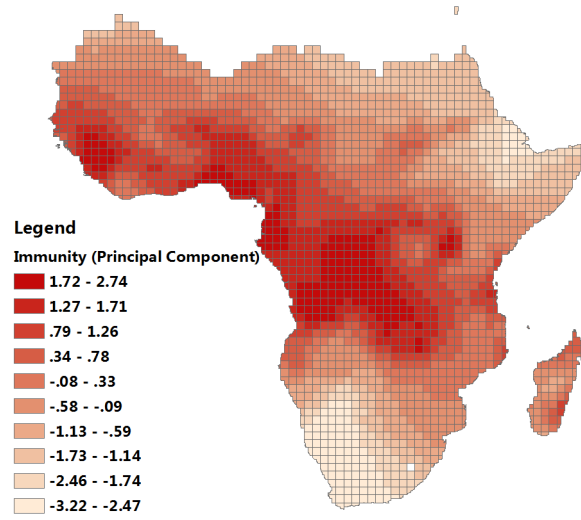 Legend
Immunity (Principal Component)
1.72 - 2.74
1.27 - 1.71
.79 - 1.26
.34 - .78
-.08 - .33
-.58 - -.09
-1.13 - -.59
-1.73 - -1.14
-2.46 - -1.74
-3.22 - -2.47